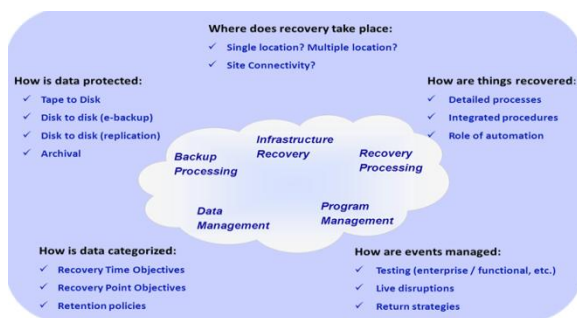 Where does recovery take place:
✓ Single location? Multiple location?
✓ Site Connectivity?
How is data protected:
✓ Tape to Disk
✓ Disk to disk (e-backup)
✓ Disk to disk (replication)
✓ Archival
How are things recovered:
✓ Detailed processes
✓ Integrated procedures
✓ Role of automation
Infrastructure
Recovery
Backup
Processing
Recovery
Processing
Data
Management
Program
Management
How is data categorized:
✓ Recovery Time Objectives
✓ Recovery Point Objectives
✓ Retention policies
How are events managed:
✓ Testing (enterprise / functional, etc.)
✓ Live disruptions
✓ Return strategies